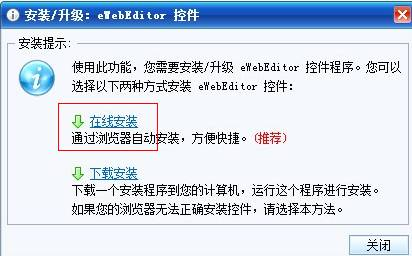 安装/升级: eWebEditor 控件
安装提示:
使用此功能，您需要安装/升级 eWebEditor 控件程序。您可以
选择以下两种方式安装 eWebEditor 控件:
在线安装
通过浏览器自动安装，方便快捷。(推荐)
下载安装
下载一个安装程序到您的计算机，运行这个程序进行安装。
如果您的浏览器无法正确安装控件，请选择本方法。
关闭